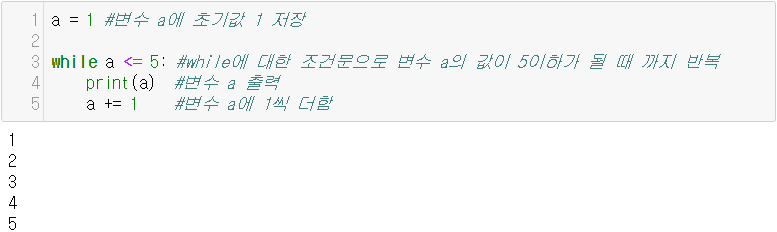 1 a = 1 #변수 a에 초기값 1 저장
2
3 while a <= 5: #while에 대한 조건문으로 변수 a의 값이 5이하가 될 때 까지 반복
4     print(a)  #변수 a 출력
5     a += 1    #변수 a에 1씩 더함
1
2
3
4
5